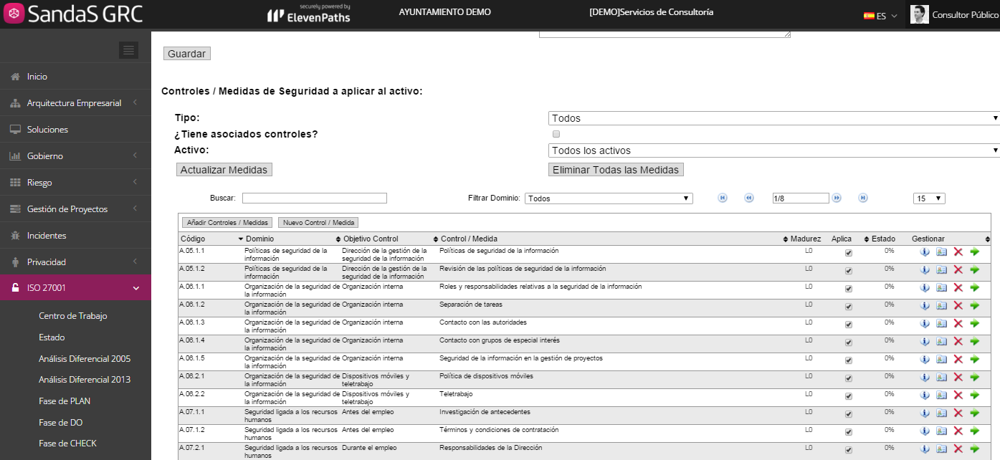 SandaS GRC
securely powered by
ElevenPaths
AYUNTAMIENTO DEMO
[DEMO]Servicios de Consultoría
ES
Consultor Público
Inicio
Arquitectura Empresarial
Soluciones
Gobierno
Riesgo
Gestión de Proyectos
Incidentes
Privacidad
ISO 27001
Centro de Trabajo
Estado
Análisis Diferencial 2005
Análisis Diferencial 2013
Fase de PLAN
Fase de DO
Fase de CHECK
Guardar
Controles / Medidas de Seguridad a aplicar al activo:
Tipo: Todos
¿Tiene asociados controles?
Activo: Todos los activos
Actualizar Medidas Eliminar Todas las Medidas
Buscar: Filtrar Dominio: Todos 1/8 15
Añadir Controles / Medidas Nuevo Control / Medida
Código Dominio Objetivo Control Control / Medida Madurez Aplica Estado Gestionar
A.05.1.1 Políticas de seguridad de la Dirección de la gestión de la Políticas de seguridad de la información L0 0%
información seguridad de la información
A.05.1.2 Políticas de seguridad de la Dirección de la gestión de la Revisión de las políticas de seguridad de la información L0 0%
información seguridad de la información
A.06.1.1 Organización de la seguridad de Organización interna Roles y responsabilidades relativas a la seguridad de la información L0 0%
la información
A.06.1.2 Organización de la seguridad de Organización interna Separación de tareas L0 0%
la información
A.06.1.3 Organización de la seguridad de Organización interna Contacto con las autoridades L0 0%
la información
A.06.1.4 Organización de la seguridad de Organización interna Contacto con grupos de especial interés L0 0%
la información
A.06.1.5 Organización de la seguridad de Organización interna Seguridad de la información en la gestión de proyectos L0 0%
la información
A.06.2.1 Organización de la seguridad de Dispositivos móviles y Política de dispositivos móviles L0 0%
la información teletrabajo
A.06.2.2 Organización de la seguridad de Dispositivos móviles y Teletrabajo L0 0%
la información teletrabajo
A.07.1.1 Seguridad ligada a los recursos Antes del empleo Investigación de antecedentes L0 0%
humanos
A.07.1.2 Seguridad ligada a los recursos Antes del empleo Términos y condiciones de contratación L0 0%
humanos
A.07.2.1 Seguridad ligada a los recursos Durante el empleo Responsabilidades de la Dirección L0 0%
humanos